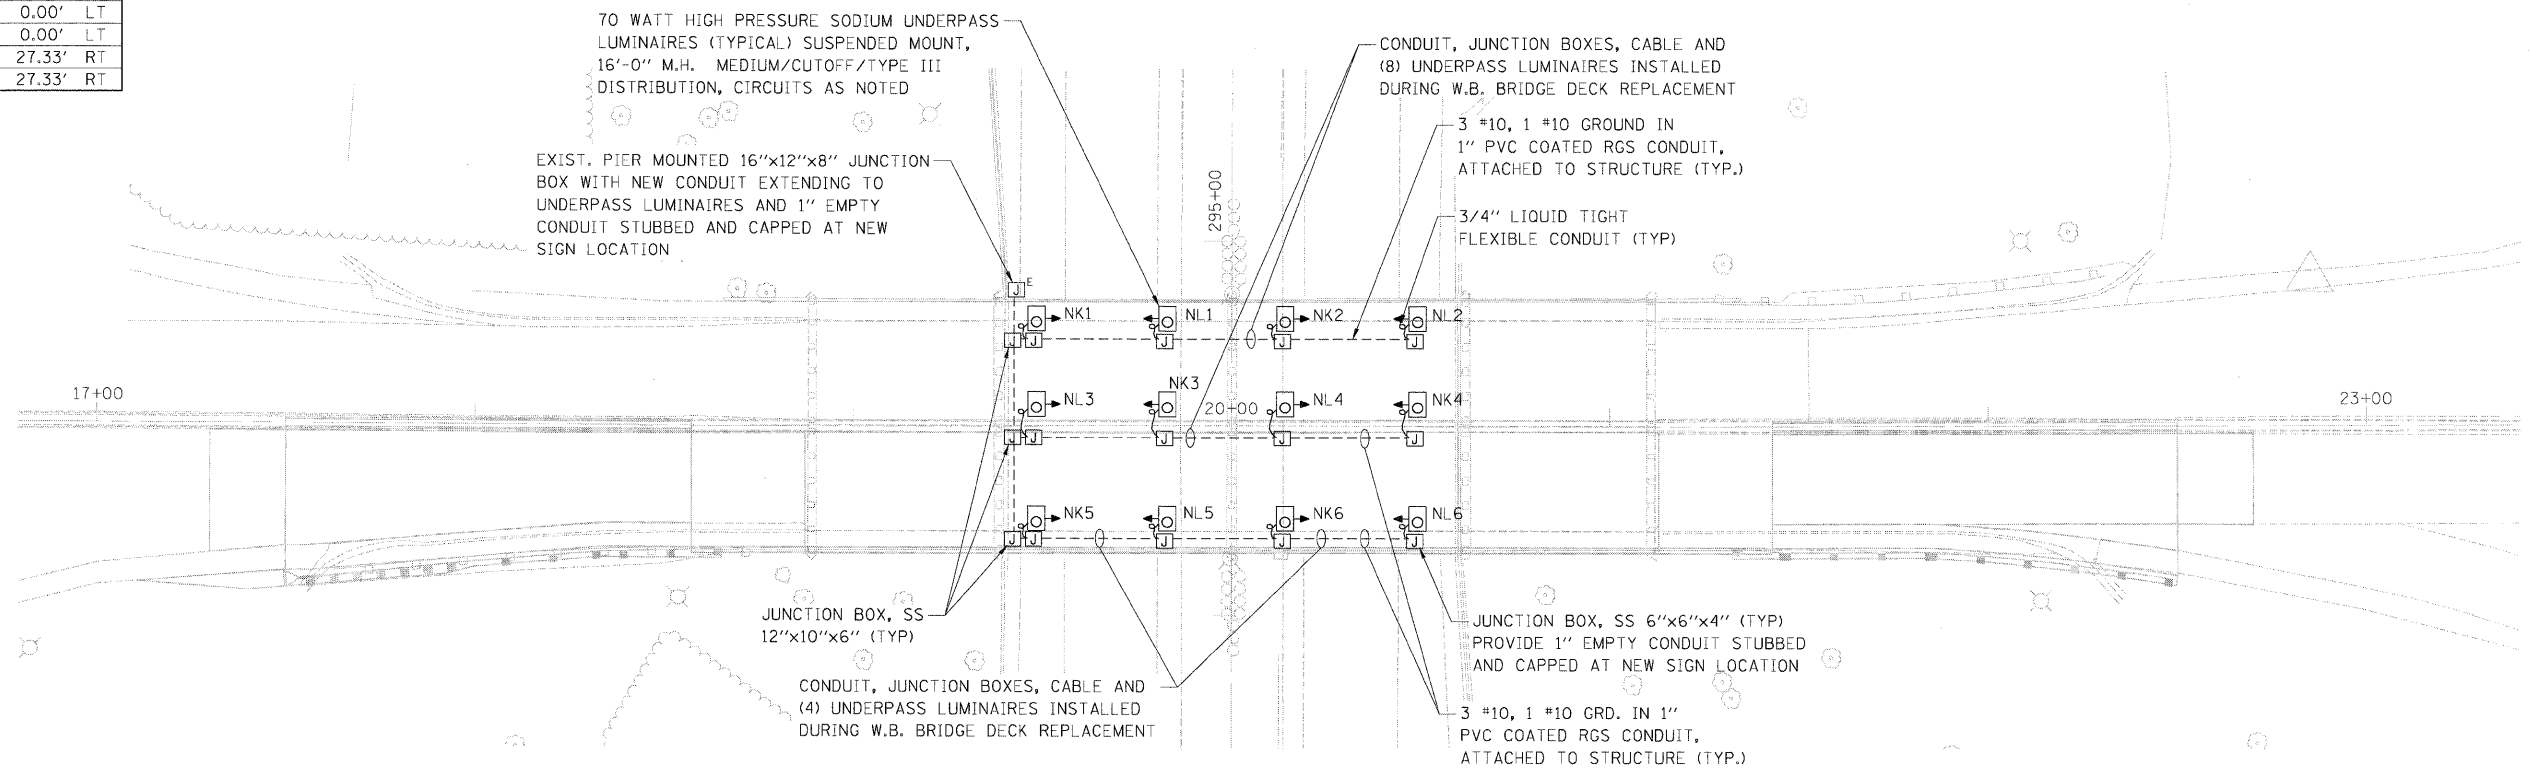 0.00' LT
0.00' LT
27.33' RT
27.33' RT
70 WATT HIGH PRESSURE SODIUM UNDERPASS
LUMINAIRES (TYPICAL) SUSPENDED MOUNT,
16'-0" M.H. MEDIUM/CUTOFF/TYPE III
DISTRIBUTION, CIRCUITS AS NOTED
CONDUIT, JUNCTION BOXES, CABLE AND
(8) UNDERPASS LUMINAIRES INSTALLED
DURING W.B. BRIDGE DECK REPLACEMENT
3 #10, 1 #10 GROUND IN
1" PVC COATED RGS CONDUIT,
ATTACHED TO STRUCTURE (TYP.)
EXIST. PIER MOUNTED 16"x12"x8" JUNCTION
BOX WITH NEW CONDUIT EXTENDING TO
UNDERPASS LUMINAIRES AND 1" EMPTY
CONDUIT STUBBED AND CAPPED AT NEW
SIGN LOCATION
295+00
3/4" LIQUID TIGHT
FLEXIBLE CONDUIT (TYP)
J E
NK1 NL1 NK2 NL2
J J J J J
17+00
NL3 NK3 20+00 NL4 NK4
23+00
J J J J J
NK5 NL5 NK6 NL6
J J J J J
JUNCTION BOX, SS
12"x10"x6" (TYP)
JUNCTION BOX, SS 6"x6"x4" (TYP)
PROVIDE 1" EMPTY CONDUIT STUBBED
AND CAPPED AT NEW SIGN LOCATION
CONDUIT, JUNCTION BOXES, CABLE AND
(4) UNDERPASS LUMINAIRES INSTALLED
DURING W.B. BRIDGE DECK REPLACEMENT
3 #10, 1 #10 GRD. IN 1"
PVC COATED RGS CONDUIT,
ATTACHED TO STRUCTURE (TYP.)